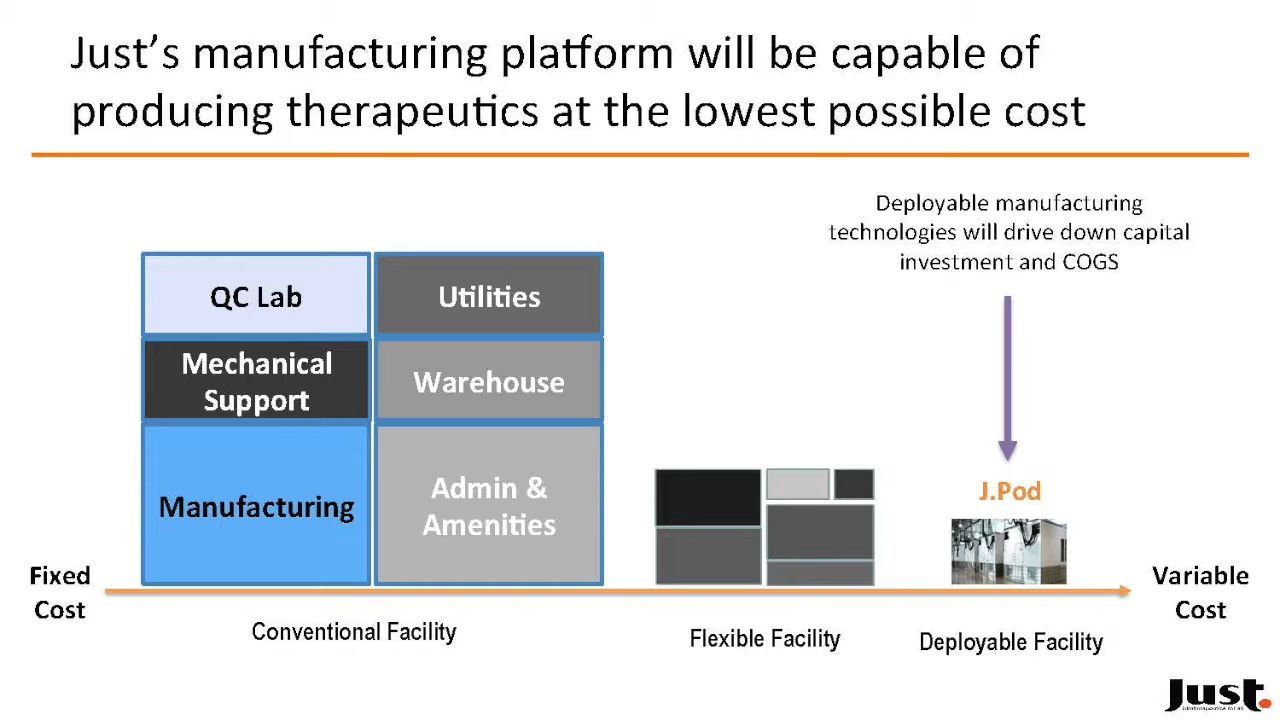 Just’s manufacturing platform will be capable of
producing therapeutics at the lowest possible cost
Deployable manufacturing
technologies will drive down capital
investment and COGS
QC Lab
Utilities
Mechanical
Support
Warehouse
Manufacturing
Admin &
Amenities
J.Pod
Fixed
Cost
Variable
Cost
Conventional Facility
Flexible Facility
Deployable Facility
Just.